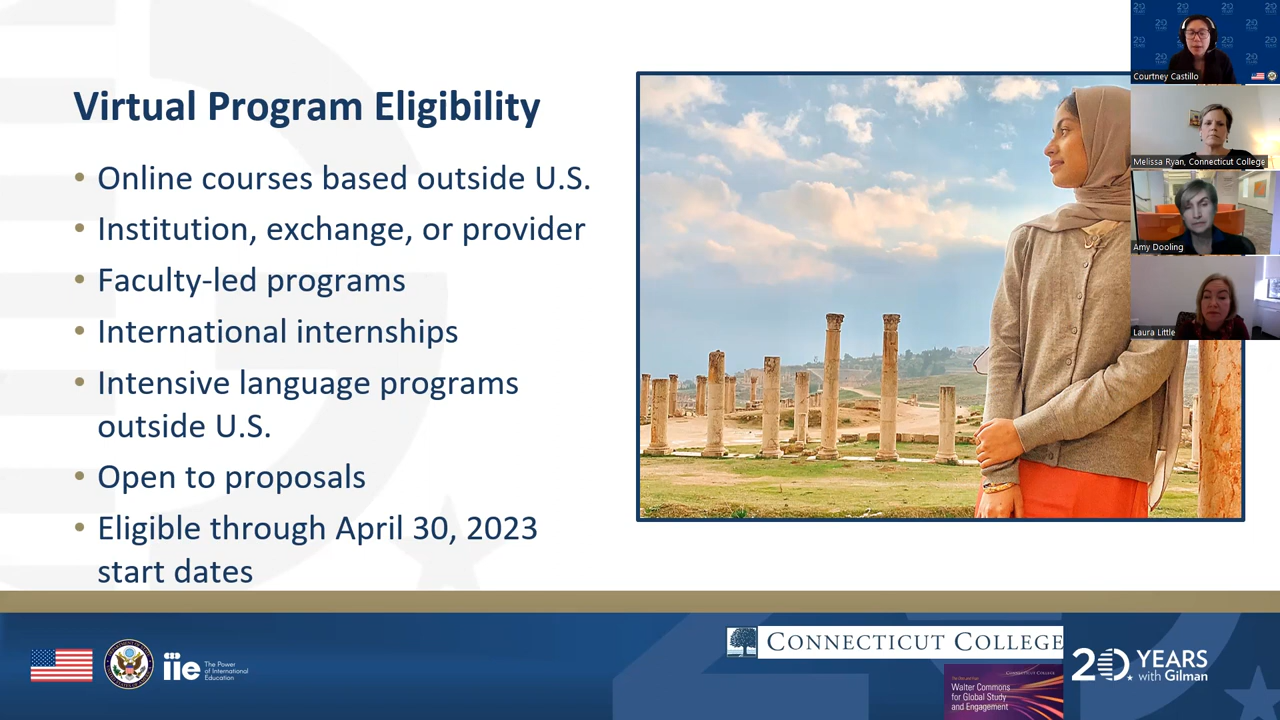 Virtual Program Eligibility
• Online courses based outside U.S.
• Institution, exchange, or provider
• Faculty-led programs
• International internships
• Intensive language programs
outside U.S.
• Open to proposals
• Eligible through April 30, 2023
start dates
Courtney Castillo
Melissa Ryan, Connecticut College
Amy Dooling
Laura Little
iie
The Power
of International
Education
CONNECTICUT COLLEGE
CONNECTICUT COLLEGE
Walter Commons
for Global Study
and Engagement
20 YEARS
with Gilman